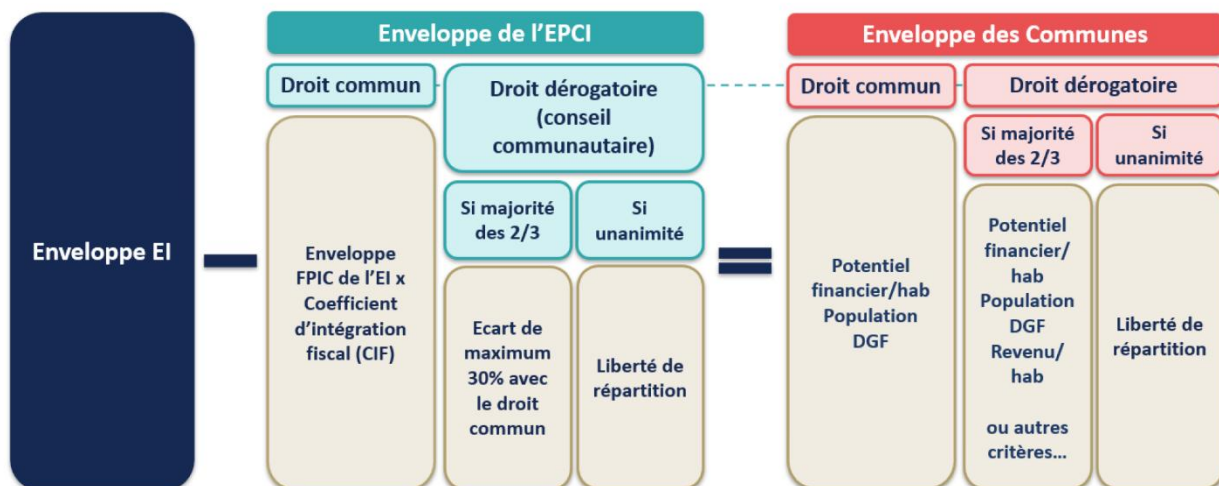 Enveloppe EI
Enveloppe de l'EPCI
Droit commun
Enveloppe
FPIC de l'EI x
Coefficient
d'intégration
fiscal (CIF)
Droit dérogatoire
(conseil
communautaire)
Si majorité
des 2/3
Ecart de
maximum
30% avec
le droit
commun
Si
unanimité
Liberté de
répartition
Enveloppe des Communes
Droit commun
Potentiel
financier/hab
Population
DGF
Droit dérogatoire
Si majorité
des 2/3
Potentiel
financier/
hab
Population
DGF
Revenu/
hab
ou autres
critères...
Si
unanimité
Liberté de
répartition